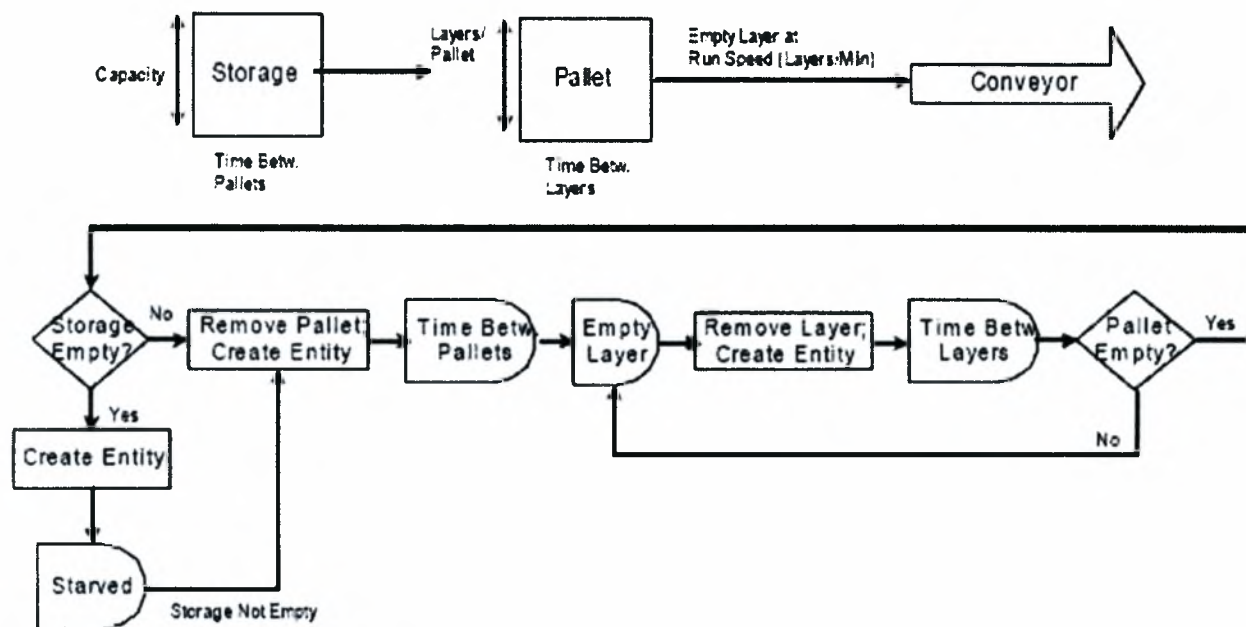 Capacity
Storage
Time Betw.
Pallets
Layers/
Pallet
Pallet
Time Betw.
Layers
Empty Layer at
Run Speed (Layers/Min)
Conveyor
Storage
Empty?
No
Yes
Remove Pallet;
Create Entity
Time Betw.
Pallets
Empty
Layer
Remove Layer;
Create Entity
Time Betw.
Layers
Pallet
Empty?
Yes
No
Create Entity
Starved
Storage Not Empty